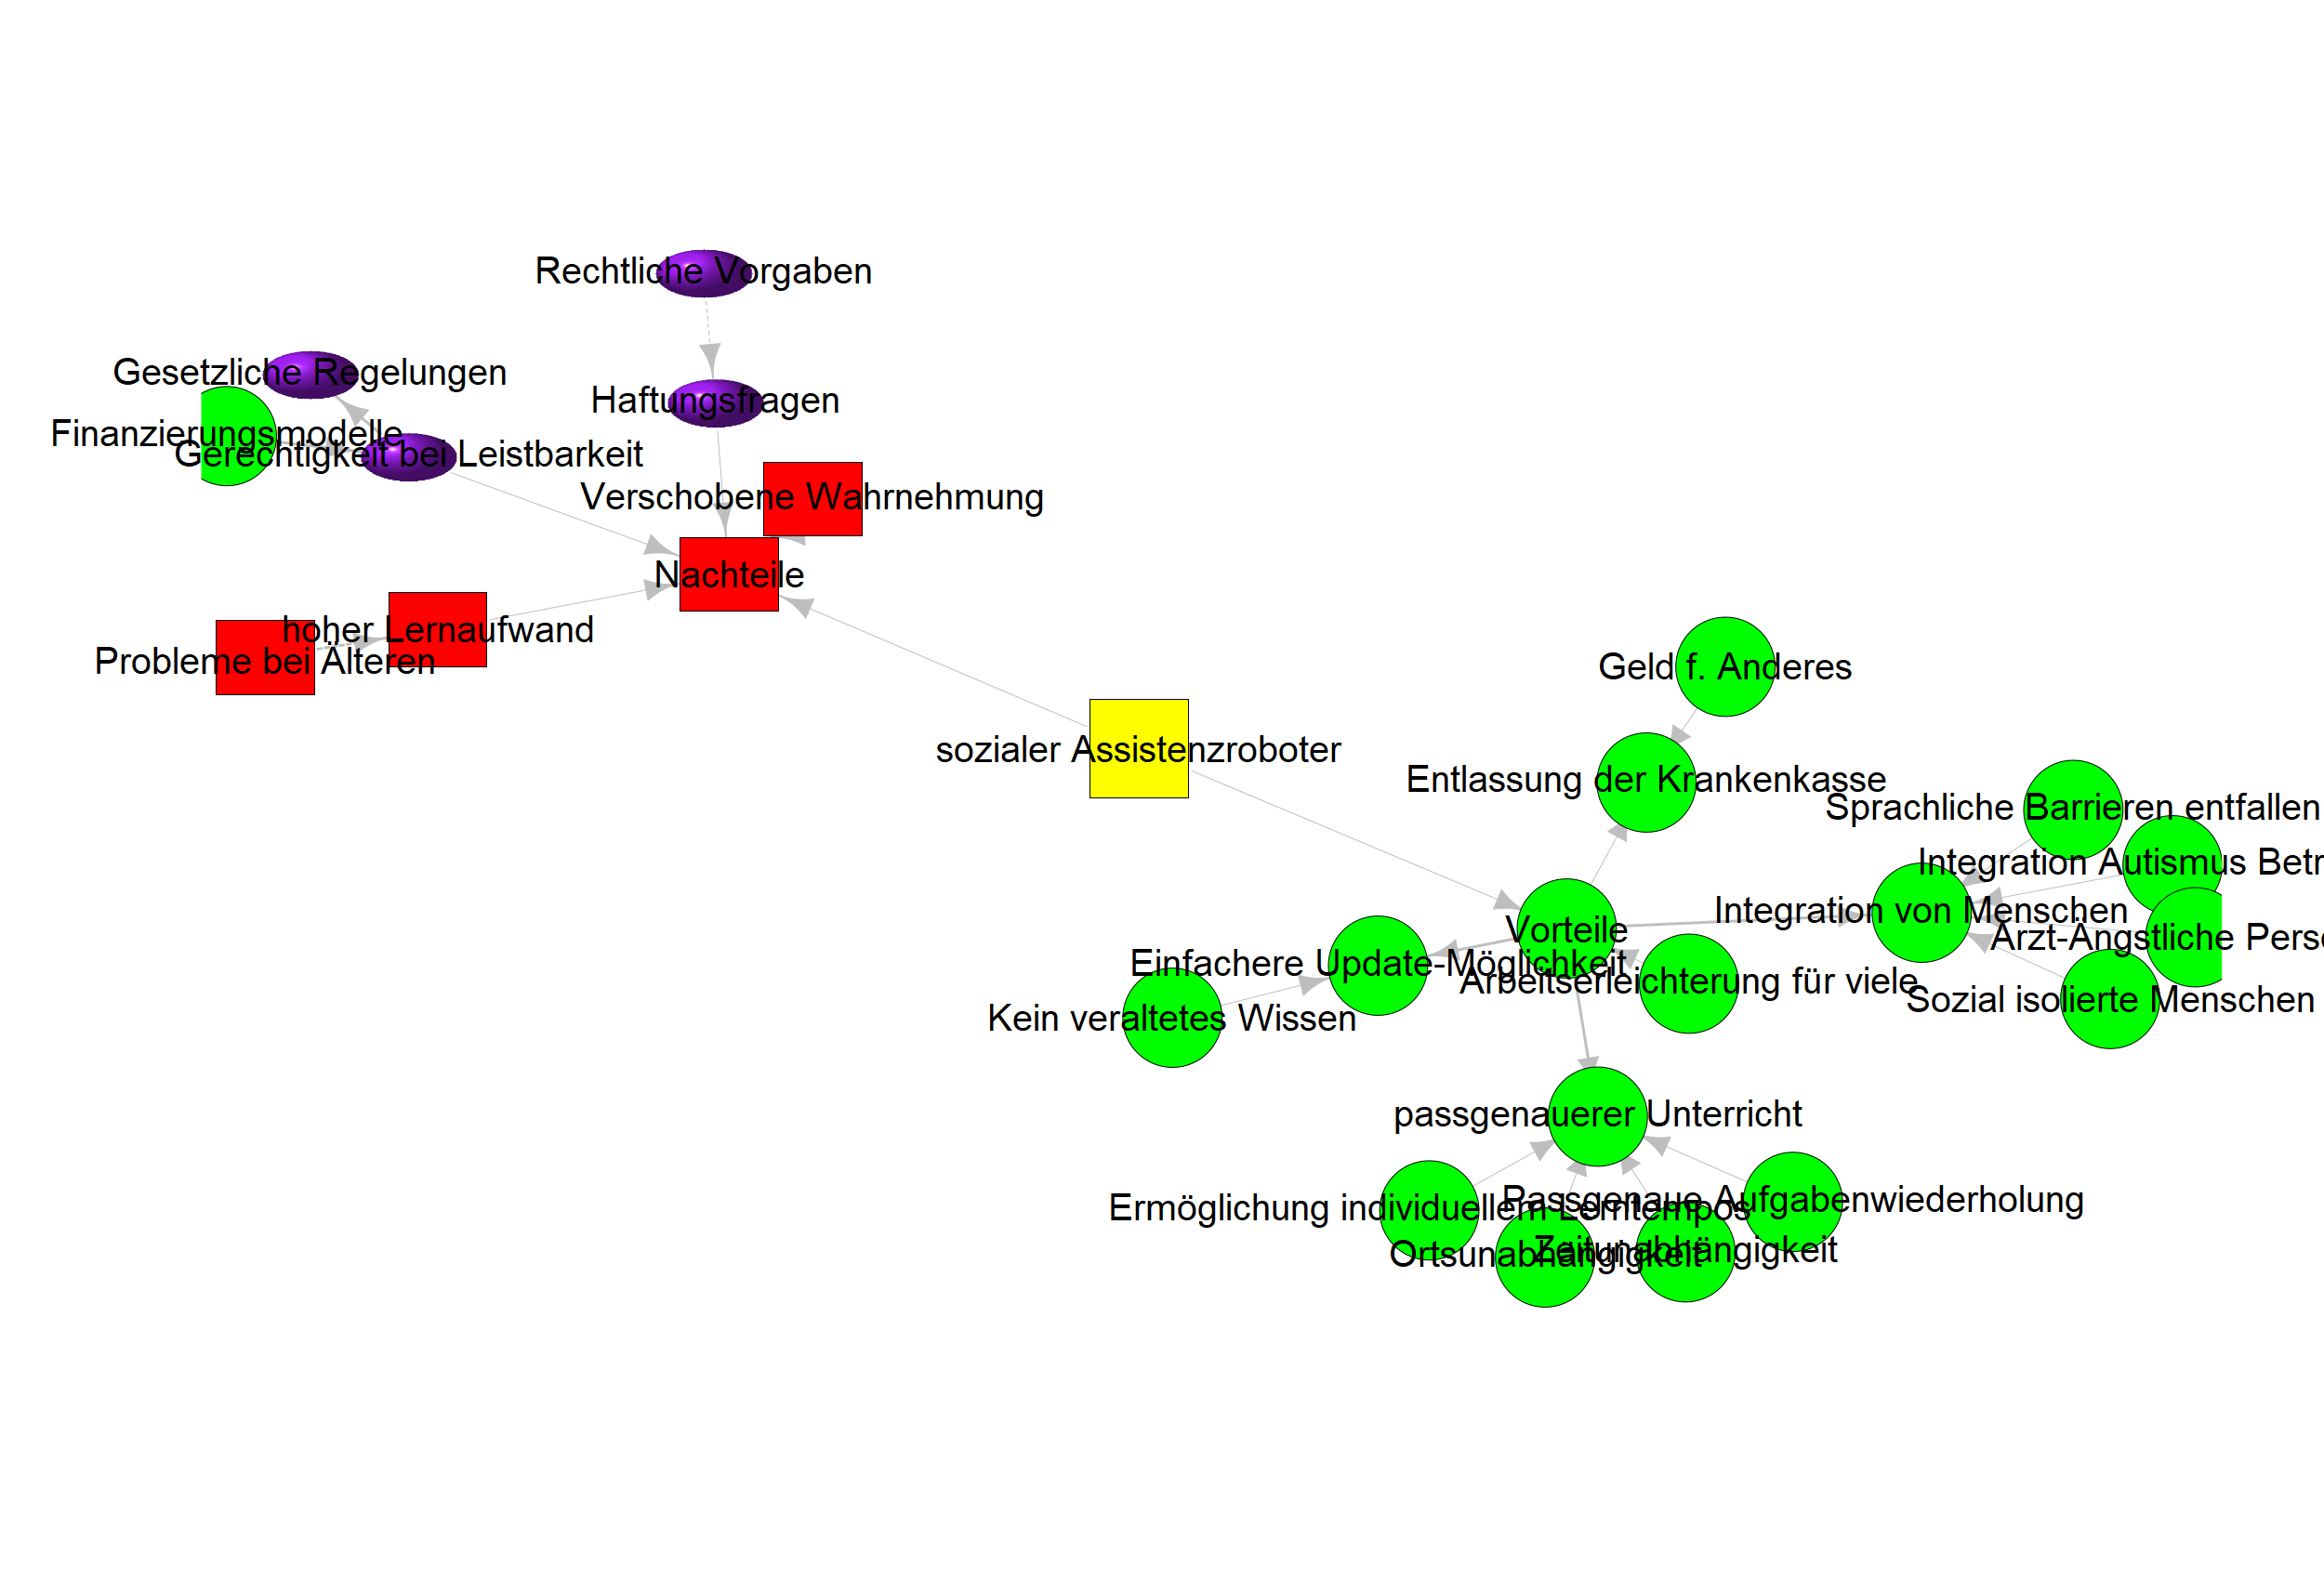 Rechtliche Vorgaben
Gesetzliche Regelungen
Haftungsfragen
Finanzierungsmodelle
Gerechtigkeit bei Leistbarkeit
Verschobene Wahrnehmung
Nachteile
hoher Lernaufwand
Probleme bei Älteren
Geld f. Anderes
sozialer Assistenzroboter
Entlassung der Krankenkasse
Sprachliche Barrieren entfallen
Integration Autismus Betr
Integration von Menschen
Vorteile
Arzt-Ängstliche Perso
Einfachere Update-Möglichkeit
Arbeitserleichterung für viele
Sozial isolierte Menschen
Kein veraltetes Wissen
passgenauerer Unterricht
Passgenaue Aufgabenwiederholung
Ermöglichung individuellem Lerntempos
Zeitunabhängigkeit
Ortsunabhängigkeit